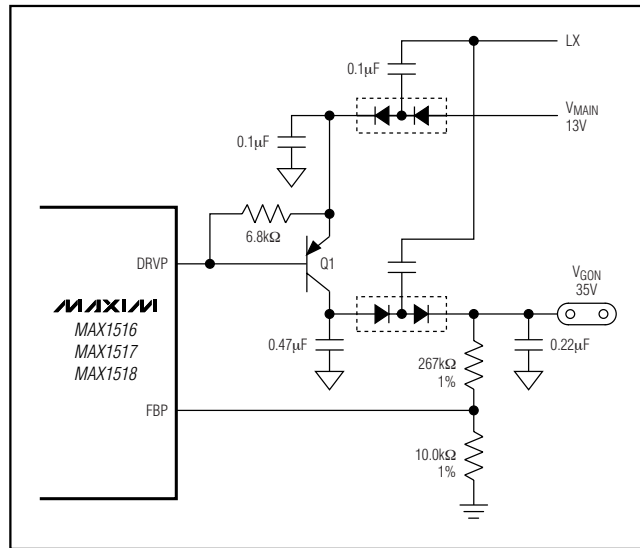 LX
0.1μF
VMAIN
13V
0.1μF
6.8kΩ
DRVP
Q1
VGON
35V
MAXIM
MAX1516
MAX1517
MAX1518
0.47μF
267kΩ
1%
0.22μF
FBP
10.0kΩ
1%